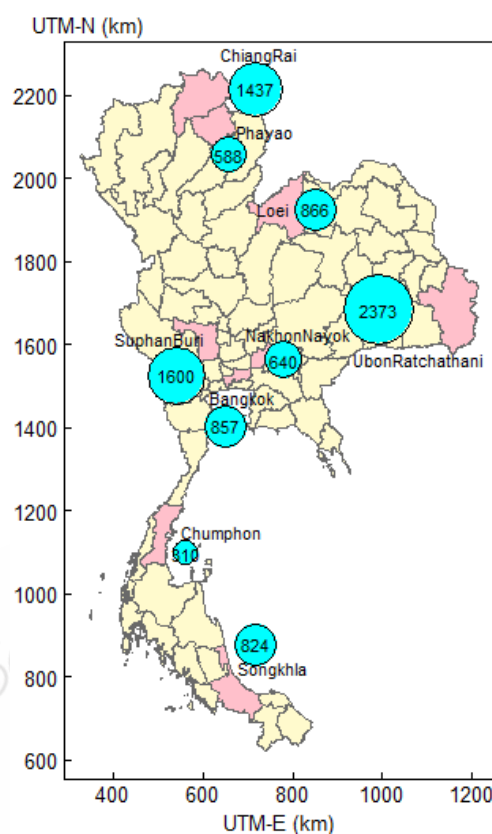 UTM-N (km)
ChiangRai
1437
2200
Phayao
588
2000
Loei
866
1800
2373
SuphanBuri
NakhonNayok
1600
640
UbonRatchathani
1600
Bangkok
857
1400
1200
Chumphon
310
1000
824
Songkhla
800
600
400
600
800
1000
1200
UTM-E (km)